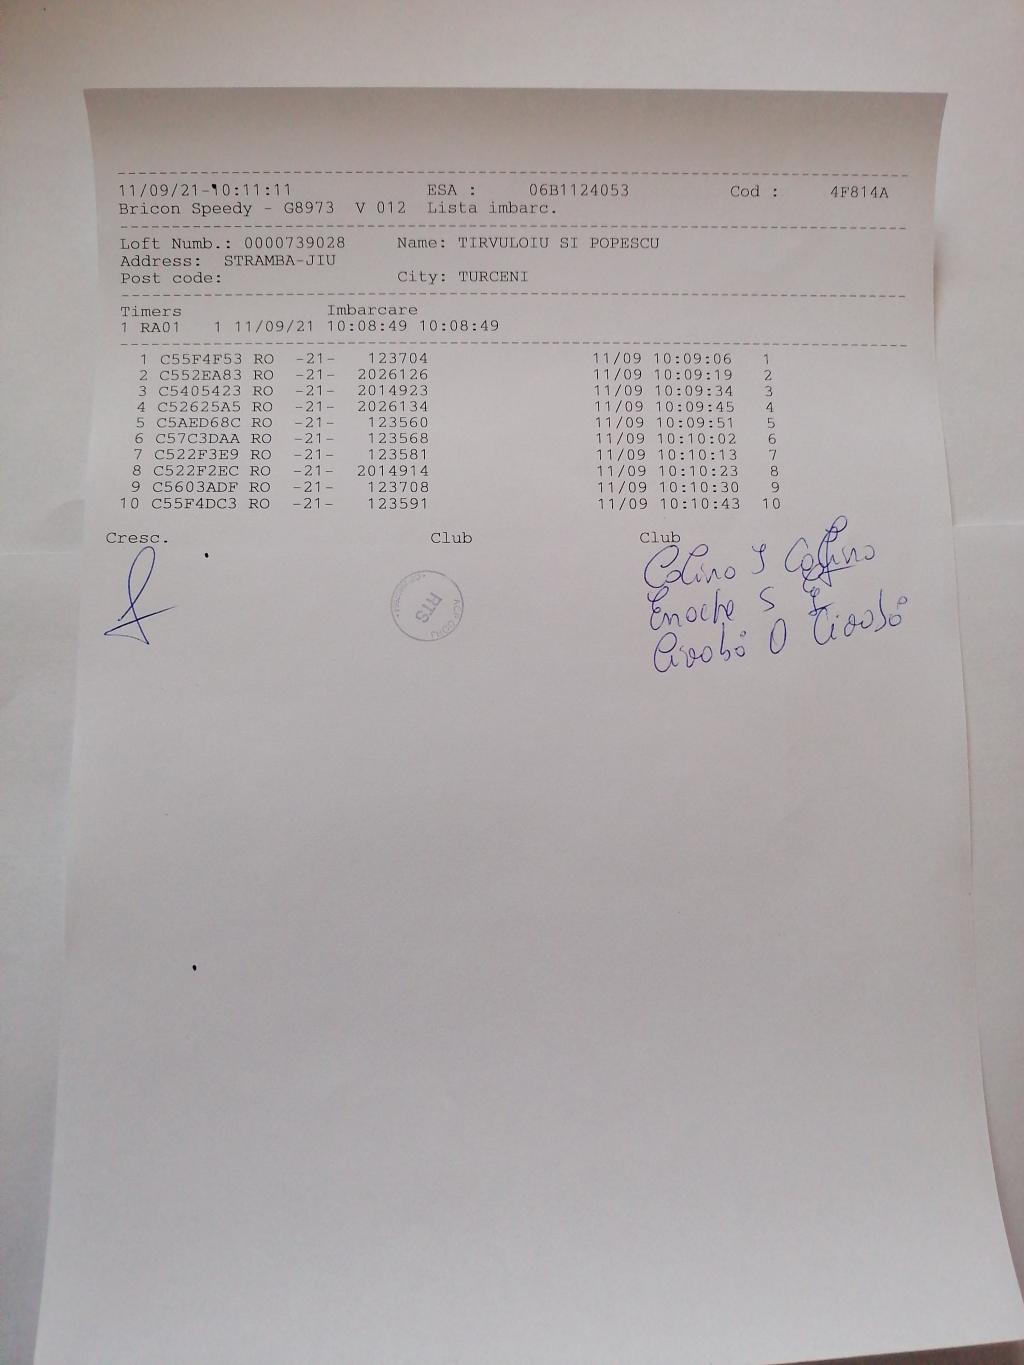 11/09/21-10:11:11 ESA : 06B1124053 Cod : 4F814A
Bricon Speedy - G8973 V 012 Lista imbarc.
Loft Numb.: 0000739028 Name: TIRVULOIU SI POPESCU
Address: STRAMBA-JIU
Post code: City: TURCENI
Timers Imbarcare
1 RA01 1 11/09/21 10:08:49 10:08:49
1 C55F4F53 RO -21- 123704 11/09 10:09:06 1
2 C552EA83 RO -21- 2026126 11/09 10:09:19 2
3 C5405423 RO -21- 2014923 11/09 10:09:34 3
4 C52625A5 RO -21- 2026134 11/09 10:09:45 4
5 C5AED68C RO -21- 123560 11/09 10:09:51 5
6 C57C3DAA RO -21- 123568 11/09 10:10:02 6
7 C522F3E9 RO -21- 123581 11/09 10:10:13 7
8 C522F2EC RO -21- 2014914 11/09 10:10:23 8
9 C5603ADF RO -21- 123708 11/09 10:10:30 9
10 C55F4DC3 RO -21- 123591 11/09 10:10:43 10
Cresc. Club Club
RTS
Enache S